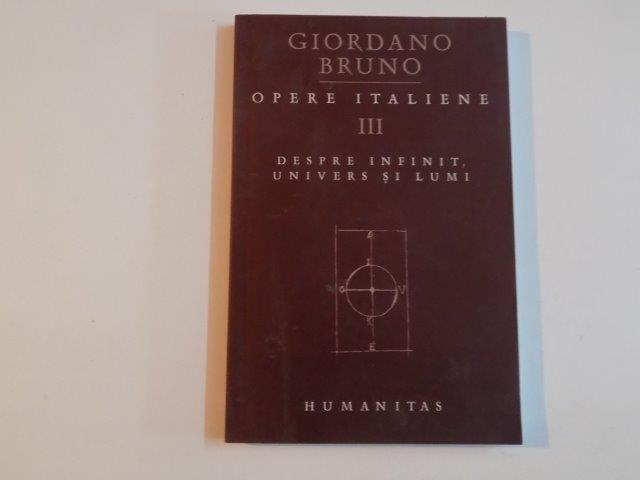 GIORDANO
BRUNO
OPERE ITALIENE
III
DESPRE INFINIT,
UNIVERS ȘI LUMI
HUMANITAS